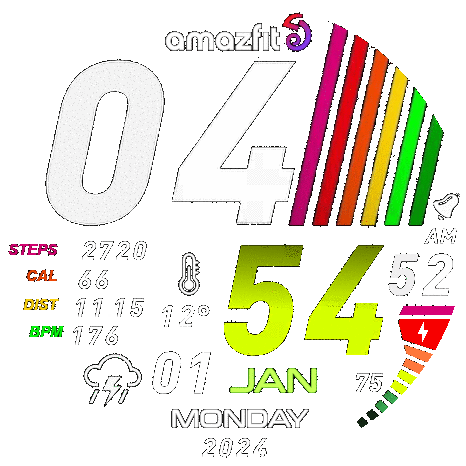 amazfit
04
AM
54
52
STEPS 2720
CAL 66
DIST 11 15
BPM 176
12°
01
JAN
75
MONDAY
2024